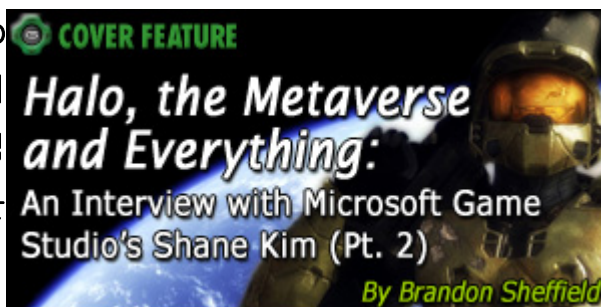 COVER FEATURE
Halo, the Metaverse
and Everything:
An Interview with Microsoft Game
Studio's Shane Kim (Pt. 2)
By Brandon Sheffield